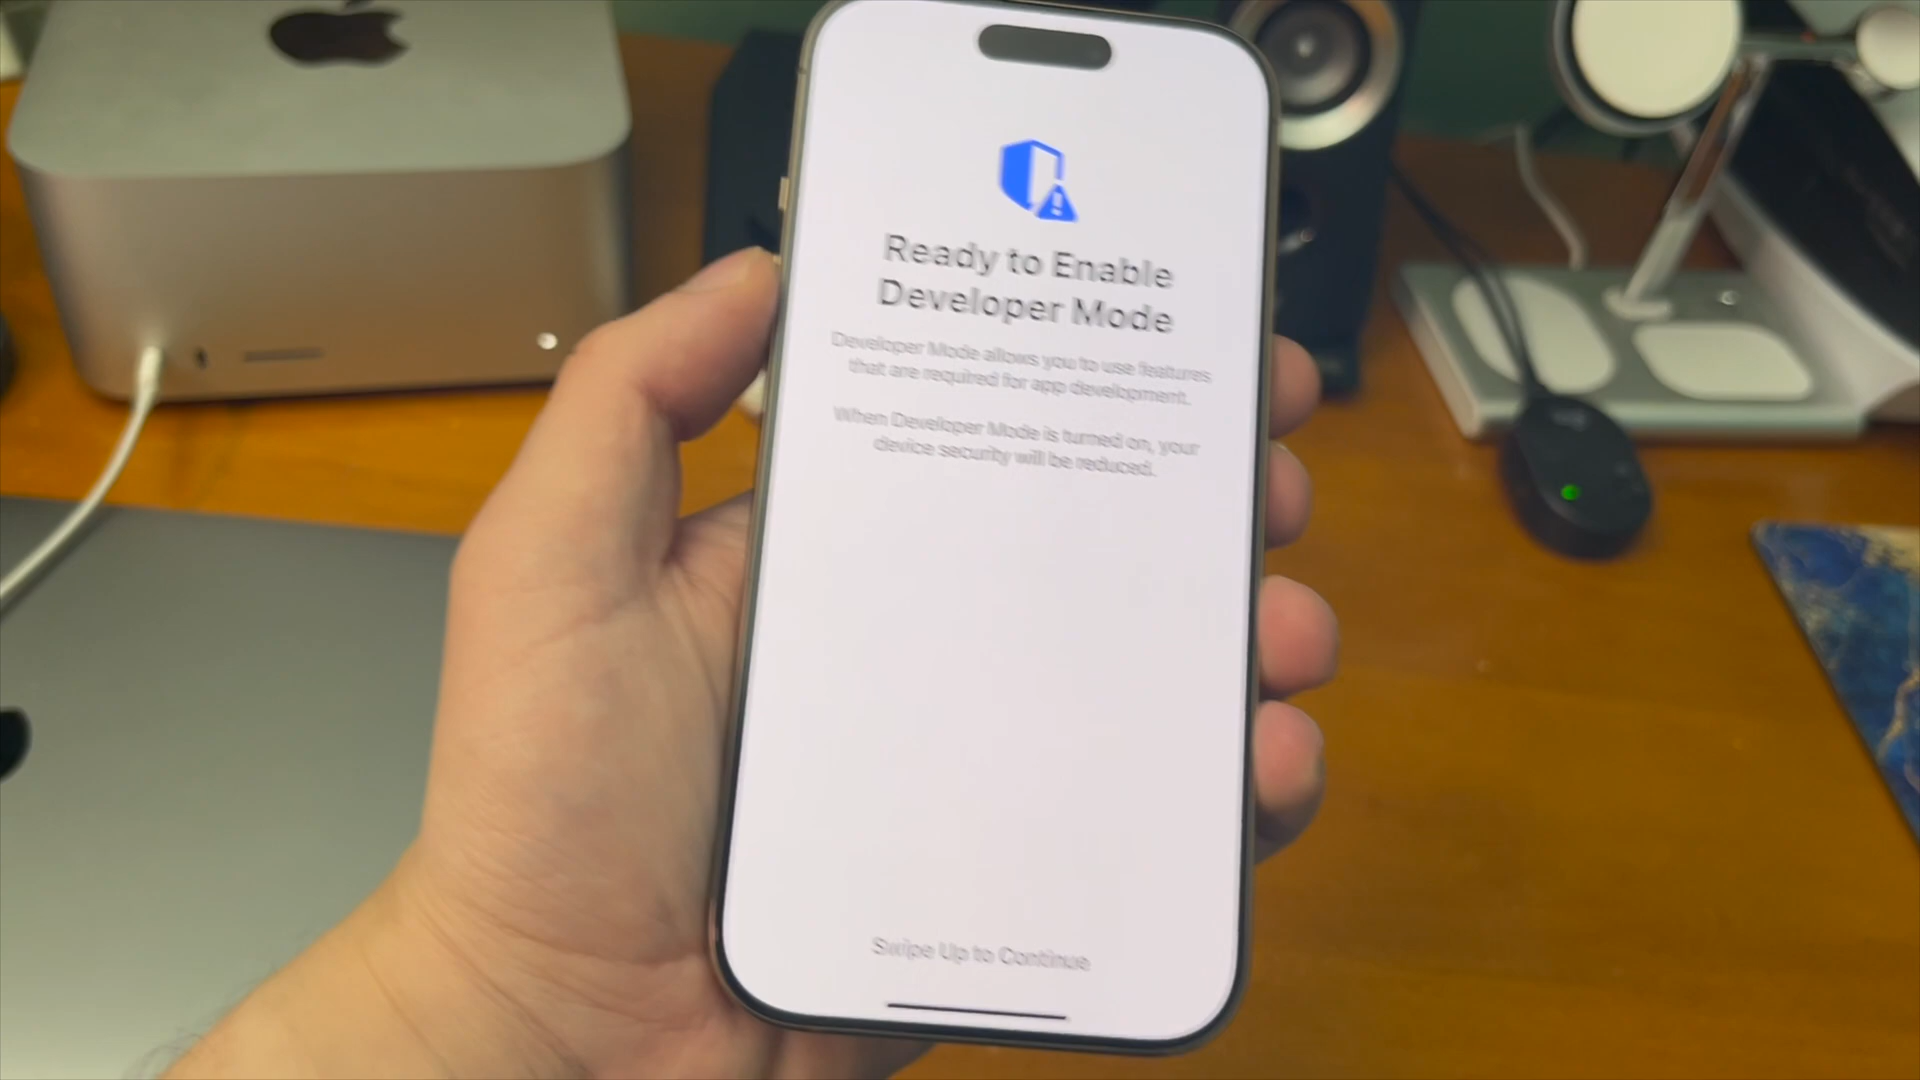 Ready to Enable
Developer Mode
Developer Mode allows you to use features
that are required for app development.
When Developer Mode is turned on, your
device security will be reduced.
Swipe Up to Continue